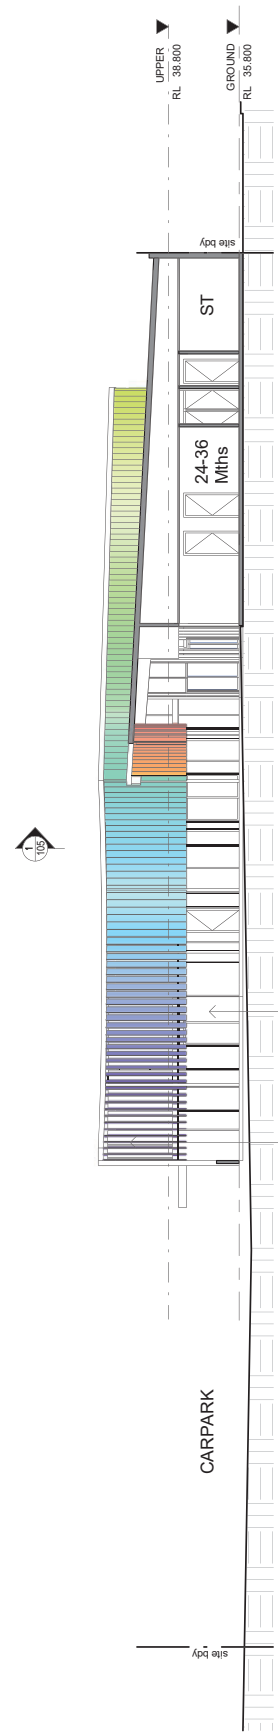 UPPER
RL 38.800
GROUND
RL 35.800
site bdy
ST
24-36
Mths
1
105
CARPARK
site bdy